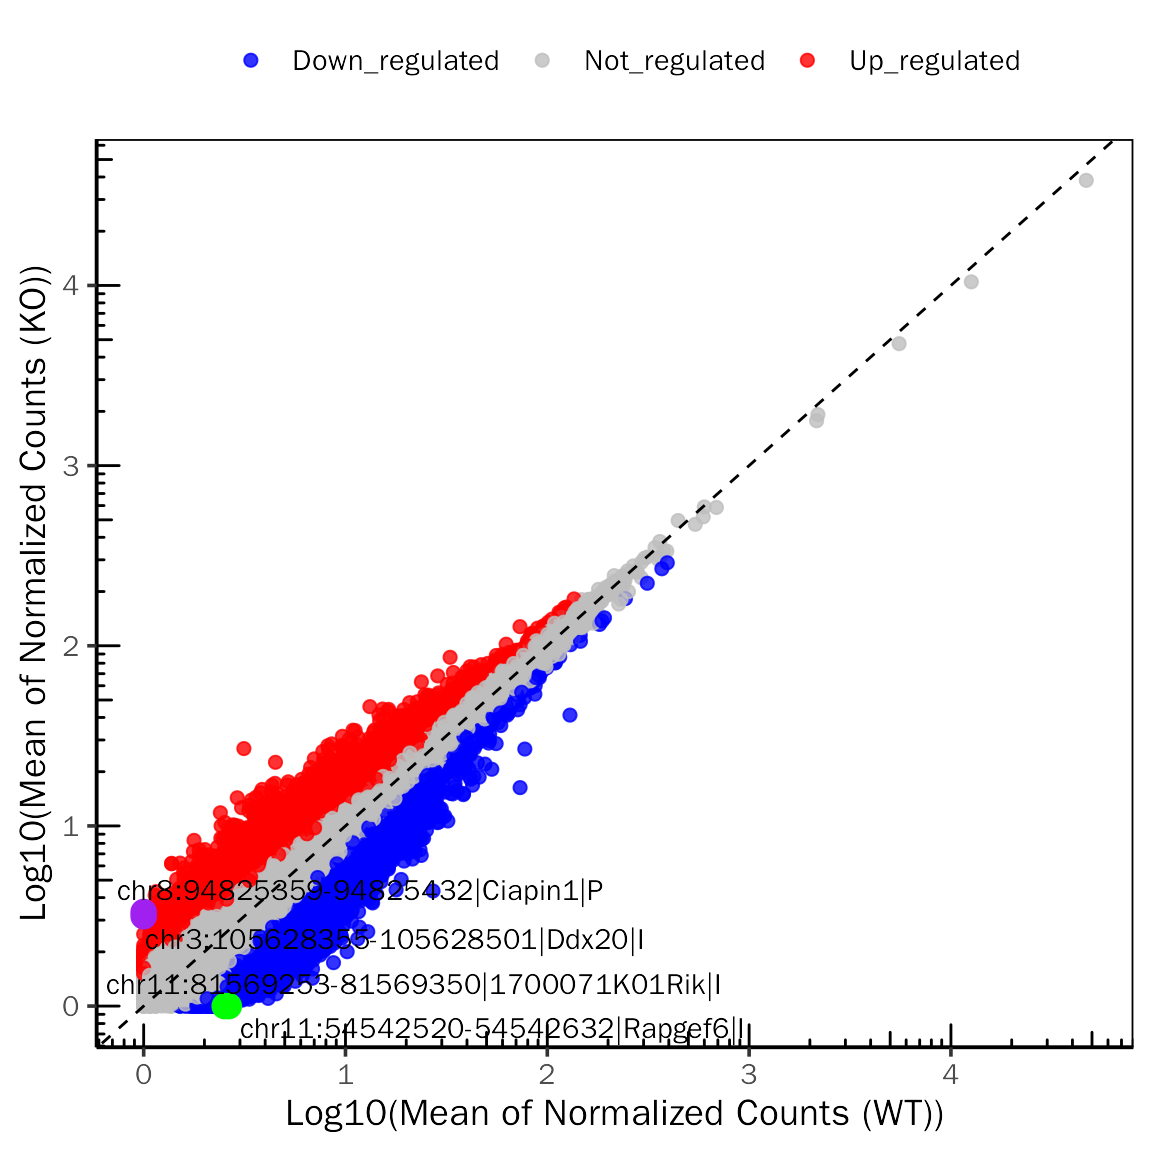 Down_regulated Not_regulated Up_regulated
Log10(Mean of Normalized Counts (KO))
4
3
2
1
0
chr8:94825359-94825432|Ciapin1|P
chr3:105628355-105628501|Ddx20|I
chr11:81569253-81569350|1700071K01Rik|I
chr11:54542520-54542632|Rapgef6|I
0 1 2 3 4
Log10(Mean of Normalized Counts (WT))